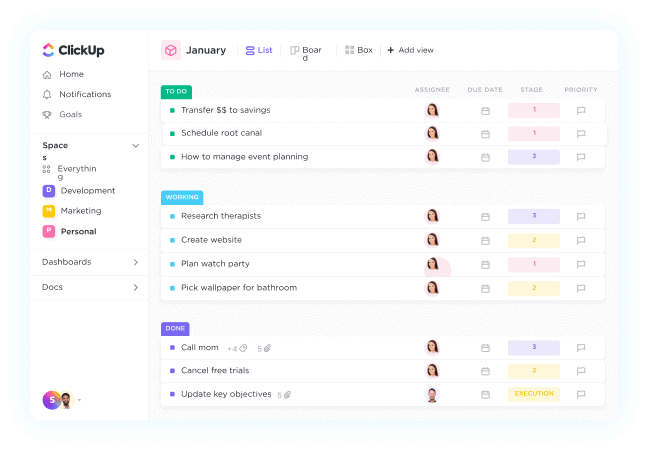 ClickUp
Home
Notifications
Goals
Space
s
Everythin
g
D Development
M Marketing
P Personal
Dashboards
Docs
S
January List Boar Box + Add view
d
TO DO ASSIGNEE DUE DATE STAGE PRIORITY
Transfer $$ to savings 1
Schedule root canal 1
How to manage event planning 3
WORKING
Research therapists 3
Create website 2
Plan watch party 1
Pick wallpaper for bathroom 2
DONE
Call mom +4 5 3
Cancel free trials 2
Update key objectives 5 EXECUTION